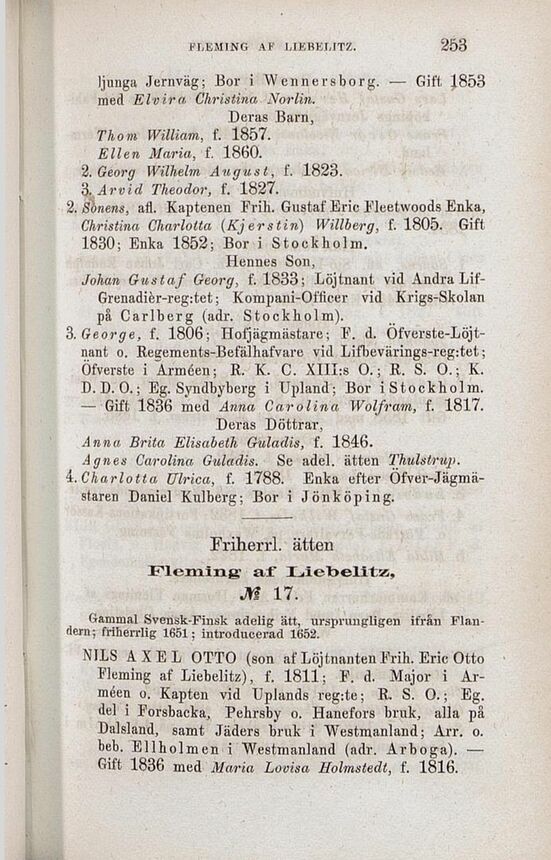 FLEMING AF LIEBELITZ. 253
ljunga Jernväg; Bor i Wennersborg. — Gift 1853
med Elvira Christina Norlin.
Deras Barn,
Thom William, f. 1857.
Ellen Maria, f. 1860.
2. Georg Wilhelm August, f. 1823.
3. Arvid Theodor, f. 1827.
2. Sonens, afl. Kaptenen Frih. Gustaf Eric Fleetwoods Enka,
Christina Charlotta (Kjerstin) Willberg, f. 1805. Gift
1830; Enka 1852; Bor i Stockholm.
Hennes Son,
Johan Gustaf Georg, f. 1833; Löjtnant vid Andra Lif-
Grenadièr-reg:tet; Kompani-Officer vid Krigs-Skolan
på Carlberg (adr. Stockholm).
3. George, f. 1806; Hofjägmästare; F. d. Öfverste-Löjt-
nant o. Regements-Befälhafvare vid Lifbevärings-reg:tet;
Öfverste i Arméen; R. K. C. XIII:s O.; R. S. O.; K.
D. D. O.; Eg. Syndbyberg i Upland; Bor i Stockholm.
— Gift 1836 med Anna Carolina Wolfram, f. 1817.
Deras Döttrar,
Anna Brita Elisabeth Guladis, f. 1846.
Agnes Carolina Guladis. Se adel. ätten Thulstrup.
4. Charlotta Ulrica, f. 1788. Enka efter Öfver-Jägmä-
staren Daniel Kulberg; Bor i Jönköping.
Friherrl. ätten
Fleming af Liebelitz,
№ 17.
Gammal Svensk-Finsk adelig ätt, ursprungligen ifrån Flan-
dern; friherrlig 1651; introducerad 1652.
NILS AXEL OTTO (son af Löjtnanten Frih. Eric Otto
Fleming af Liebelitz), f. 1811; F. d. Major i Ar-
méen o. Kapten vid Uplands reg:te; R. S. O.; Eg.
del i Forsbacka, Pehrsby o. Hanefors bruk, alla på
Dalsland, samt Jäders bruk i Westmanland; Arr. o.
beb. Ellholmen i Westmanland (adr. Arboga). —
Gift 1836 med Maria Lovisa Holmstedt, f. 1816.